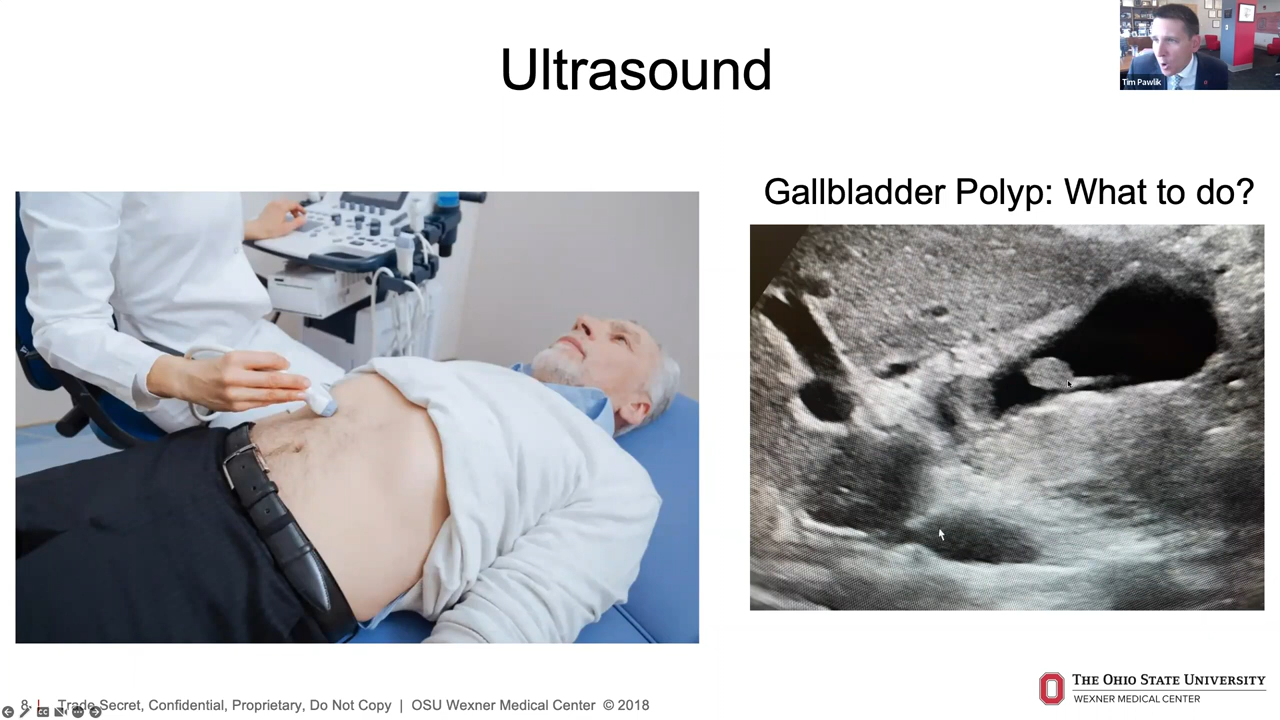 Ultrasound
Tim Pawlik
Gallbladder Polyp: What to do?
8 | Trade Secret, Confidential, Proprietary, Do Not Copy | OSU Wexner Medical Center © 2018
THE OHIO STATE UNIVERSITY
WEXNER MEDICAL CENTER